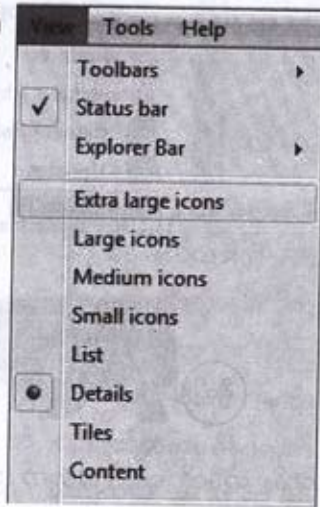 View Tools Help
Toolbars
Status bar
Explorer Bar
Extra large icons
Large icons
Medium icons
Small icons
List
Details
Tiles
Content